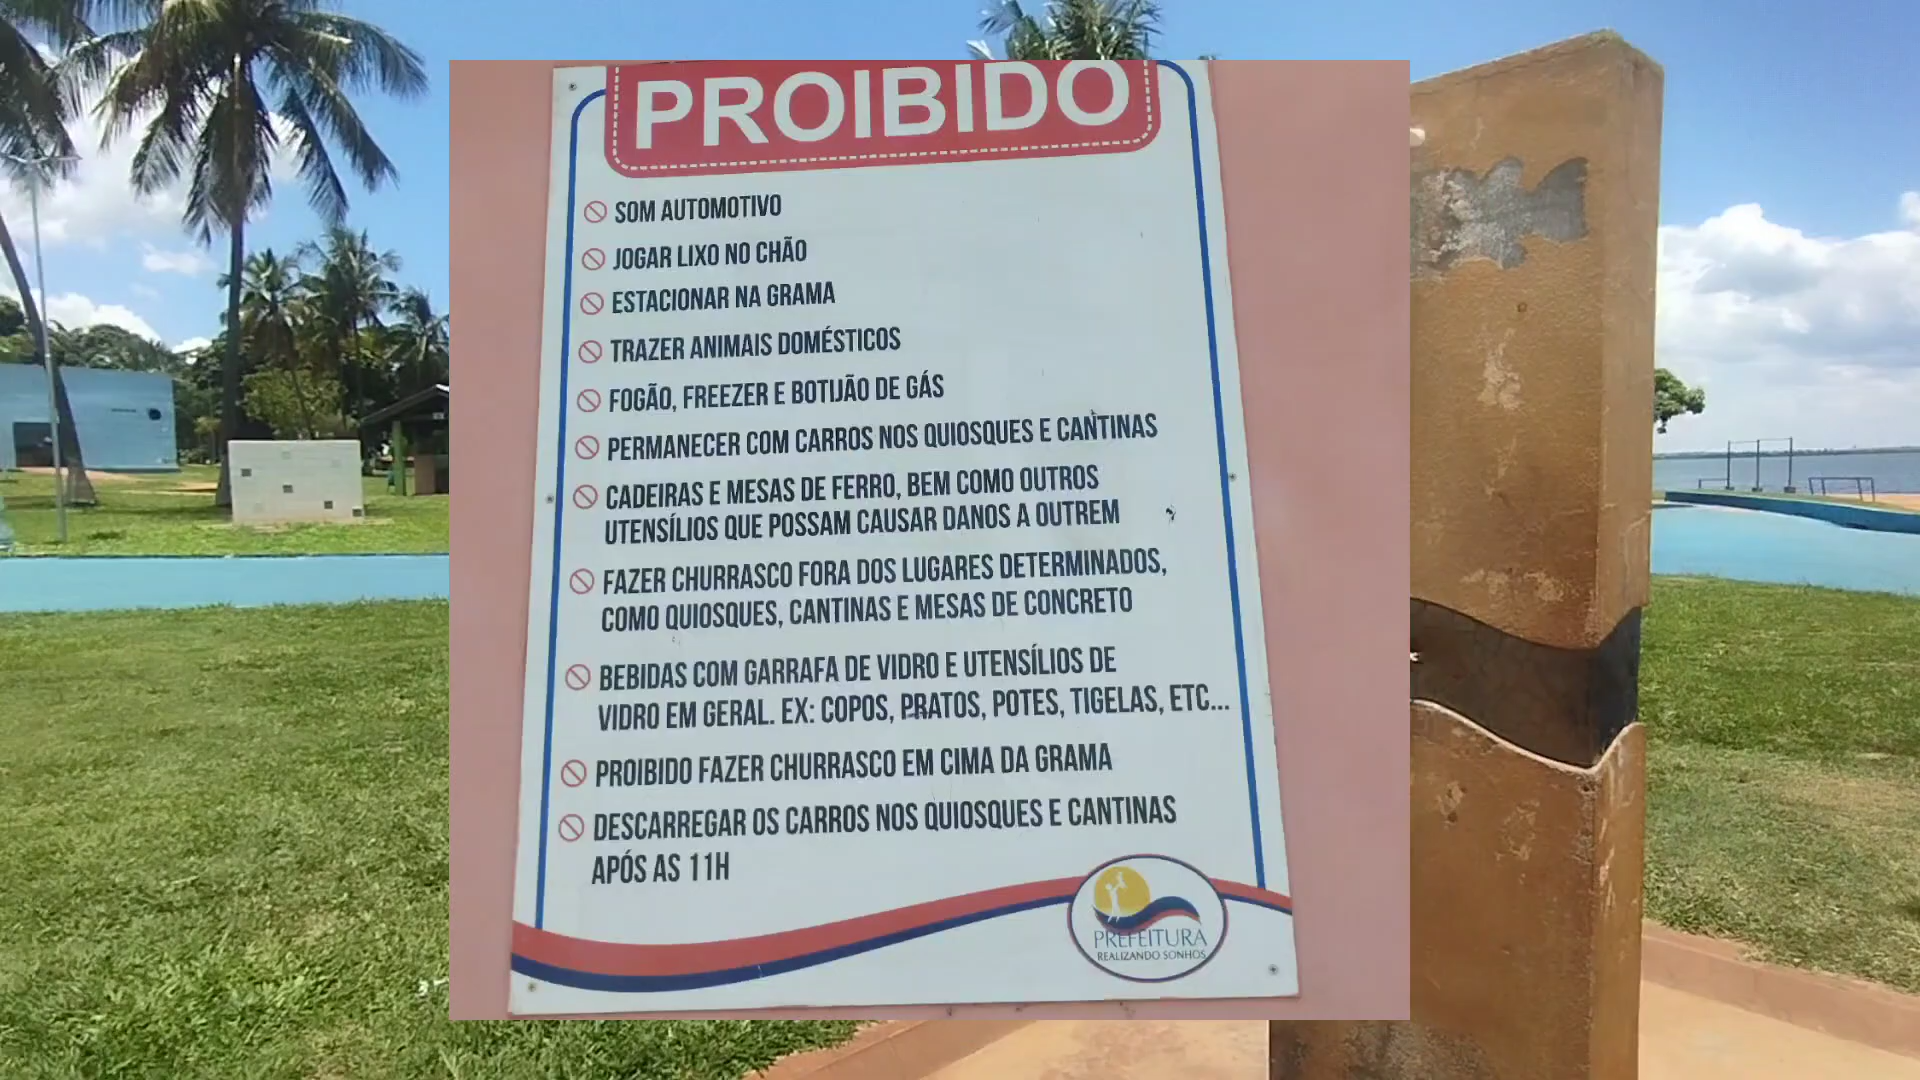 PROIBIDO
SOM AUTOMOTIVO
JOGAR LIXO NO CHÃO
ESTACIONAR NA GRAMA
TRAZER ANIMAIS DOMÉSTICOS
FOGÃO, FREEZER E BOTIJÃO DE GÁS
PERMANECER COM CARROS NOS QUIOSQUES E CANTINAS
CADEIRAS E MESAS DE FERRO, BEM COMO OUTROS
UTENSÍLIOS QUE POSSAM CAUSAR DANOS A OUTREM
FAZER CHURRASCO FORA DOS LUGARES DETERMINADOS,
COMO QUIOSQUES, CANTINAS E MESAS DE CONCRETO
BEBIDAS COM GARRAFA DE VIDRO E UTENSÍLIOS DE
VIDRO EM GERAL. EX: COPOS, PRATOS, POTES, TIGELAS, ETC...
PROIBIDO FAZER CHURRASCO EM CIMA DA GRAMA
DESCARREGAR OS CARROS NOS QUIOSQUES E CANTINAS
APÓS AS 11H
PREFEITURA
REALIZANDO SONHOS